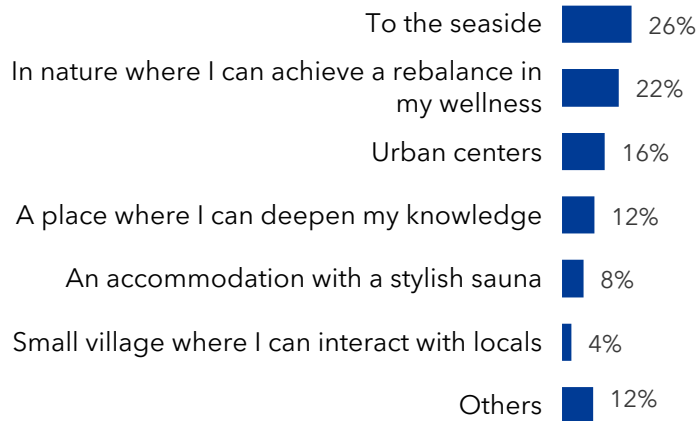 To the seaside 26%
In nature where I can achieve a rebalance in
my wellness 22%
Urban centers 16%
A place where I can deepen my knowledge 12%
An accommodation with a stylish sauna 8%
Small village where I can interact with locals 4%
Others 12%